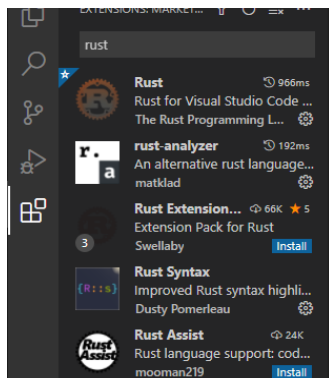 EXTENSIONS: MARKET...
rust
Rust 966ms
Rust for Visual Studio Code ...
The Rust Programming L...
r.
a
rust-analyzer 192ms
An alternative rust language...
matklad
Rust Extension... 66K 5
Extension Pack for Rust
3
Swellaby Install
{R::s}
Rust Syntax
Improved Rust syntax highli...
Dusty Pomerleau
Rust
Assist
Rust Assist 24K
Rust language support: cod...
mooman219 Install